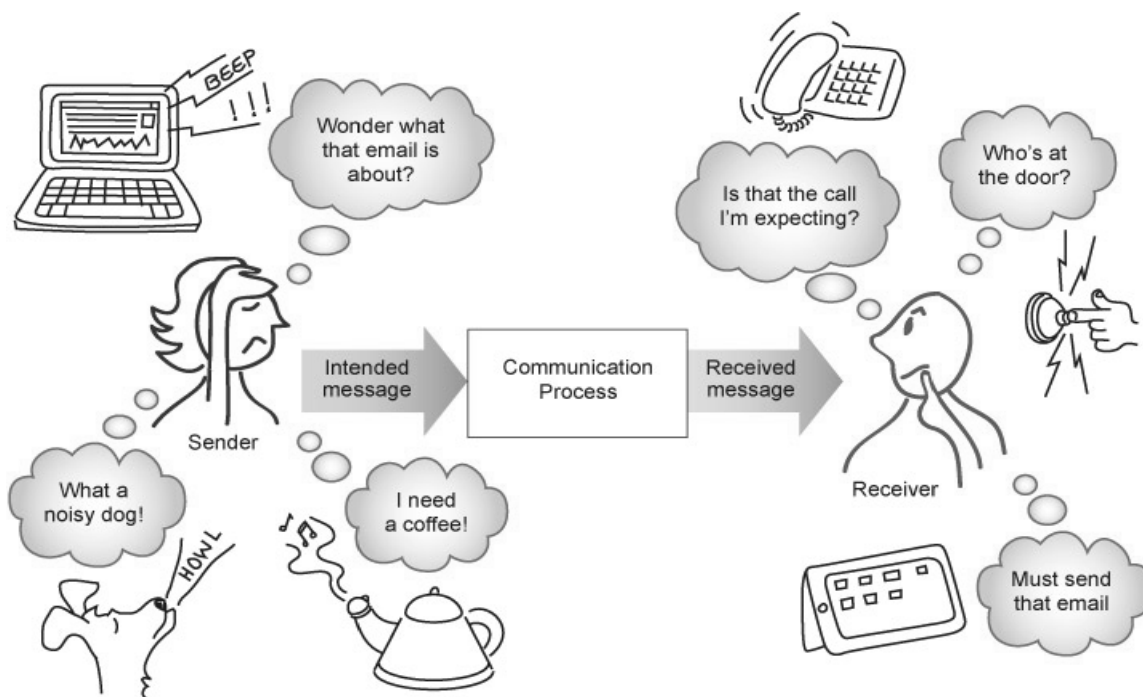 BEEP
!!!
Wonder what
that email is
about?
Is that the call
I'm expecting?
Who's at
the door?
Intended
message
Communication
Process
Received
message
Sender
Receiver
What a
noisy dog!
HOWL
I need
a coffee!
Must send
that email